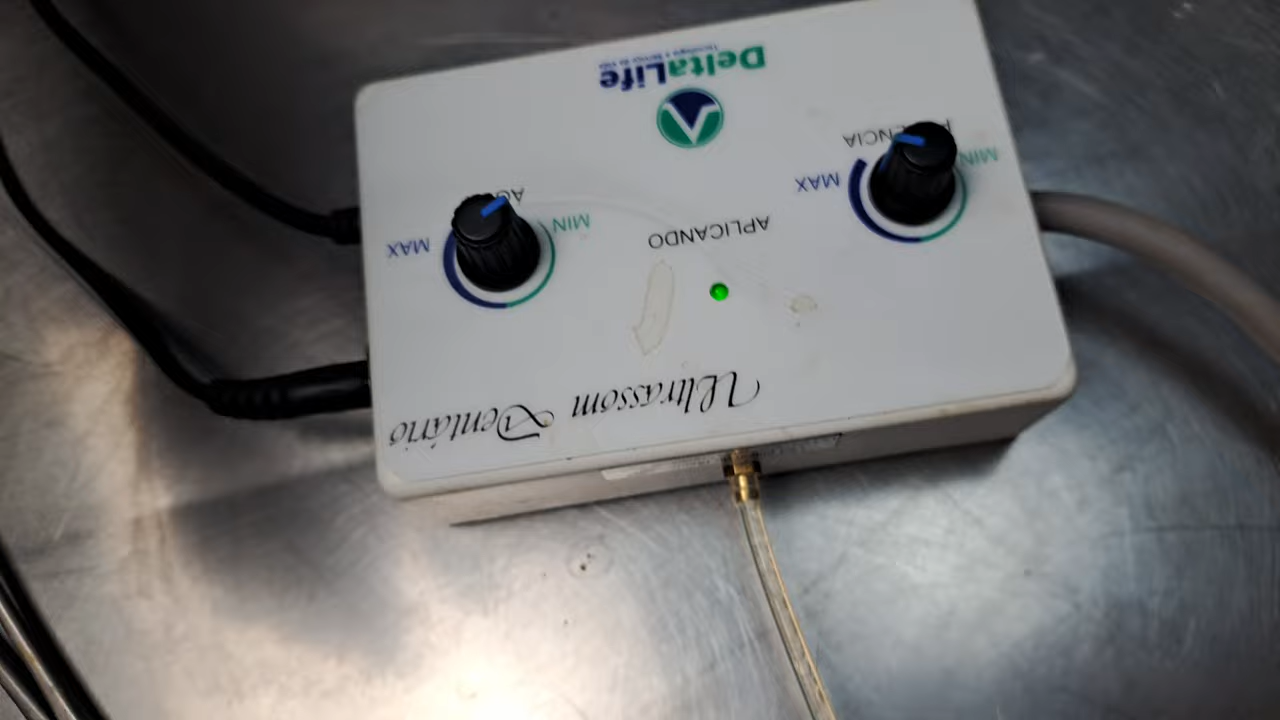 Ultrassom Dentário
APLICANDO
MIN
MAX
MIN
MAX
DeltaLife